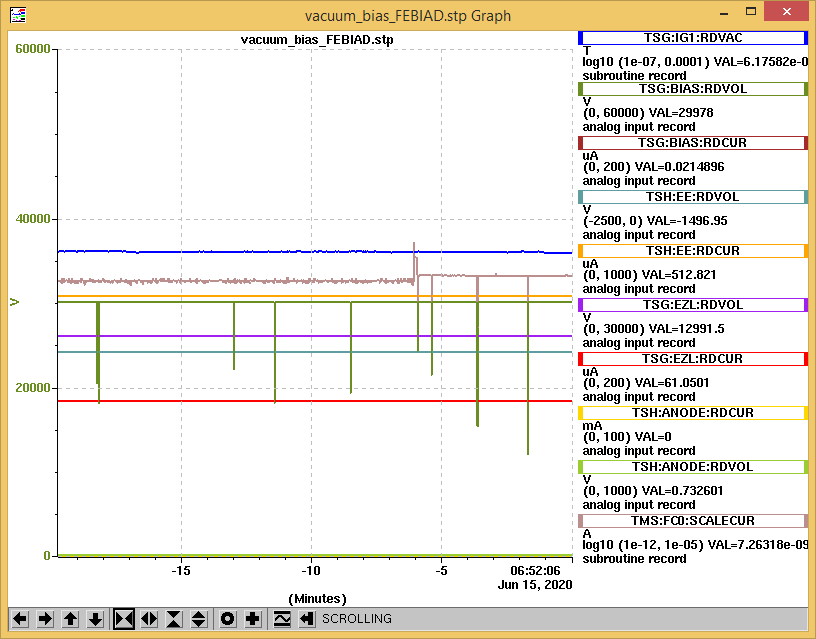 vacuum_bias_FEBIAD.stp Graph
vacuum_bias_FEBIAD.stp
60000
40000
V
20000
0
-15
-10
-5
06:52:06
Jun 15, 2020
(Minutes)
TSG:IG1:RDVAC
T
log10 (1e-07, 0.0001) VAL=6.17582e-0
subroutine record
TSG:BIAS:RDVOL
V
(0, 60000) VAL=29978
analog input record
TSG:BIAS:RDCUR
uA
(0, 200) VAL=0.0214896
analog input record
TSH:EE:RDVOL
V
(-2500, 0) VAL=-1496.95
analog input record
TSH:EE:RDCUR
uA
(0, 1000) VAL=512.821
analog input record
TSG:EZL:RDVOL
V
(0, 30000) VAL=12991.5
analog input record
TSG:EZL:RDCUR
uA
(0, 200) VAL=61.0501
analog input record
TSH:ANODE:RDCUR
mA
(0, 100) VAL=0
analog input record
TSH:ANODE:RDVOL
V
(0, 1000) VAL=0.732601
analog input record
TMS:FC0:SCALECUR
A
log10 (1e-12, 1e-05) VAL=7.26318e-09
subroutine record
SCROLLING